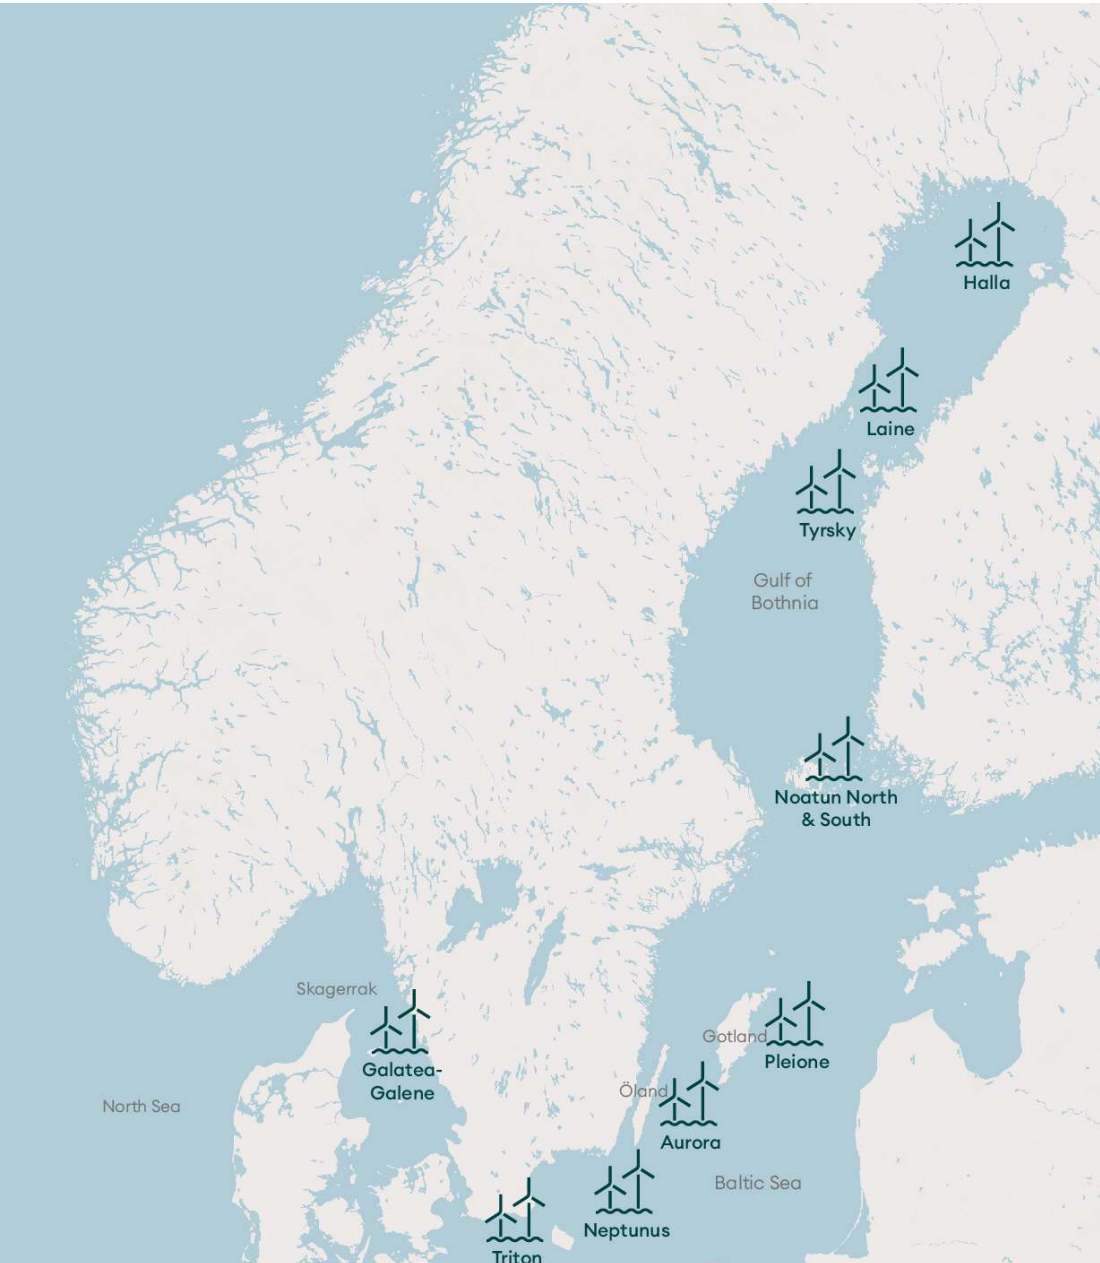 Halla
Laine
Tyrsky
Gulf of
Bothnia
Noatun North
& South
Skagerrak
Gotland
Pleione
Galatea-
Galene
Öland
North Sea
Aurora
Baltic Sea
Neptunus
Triton